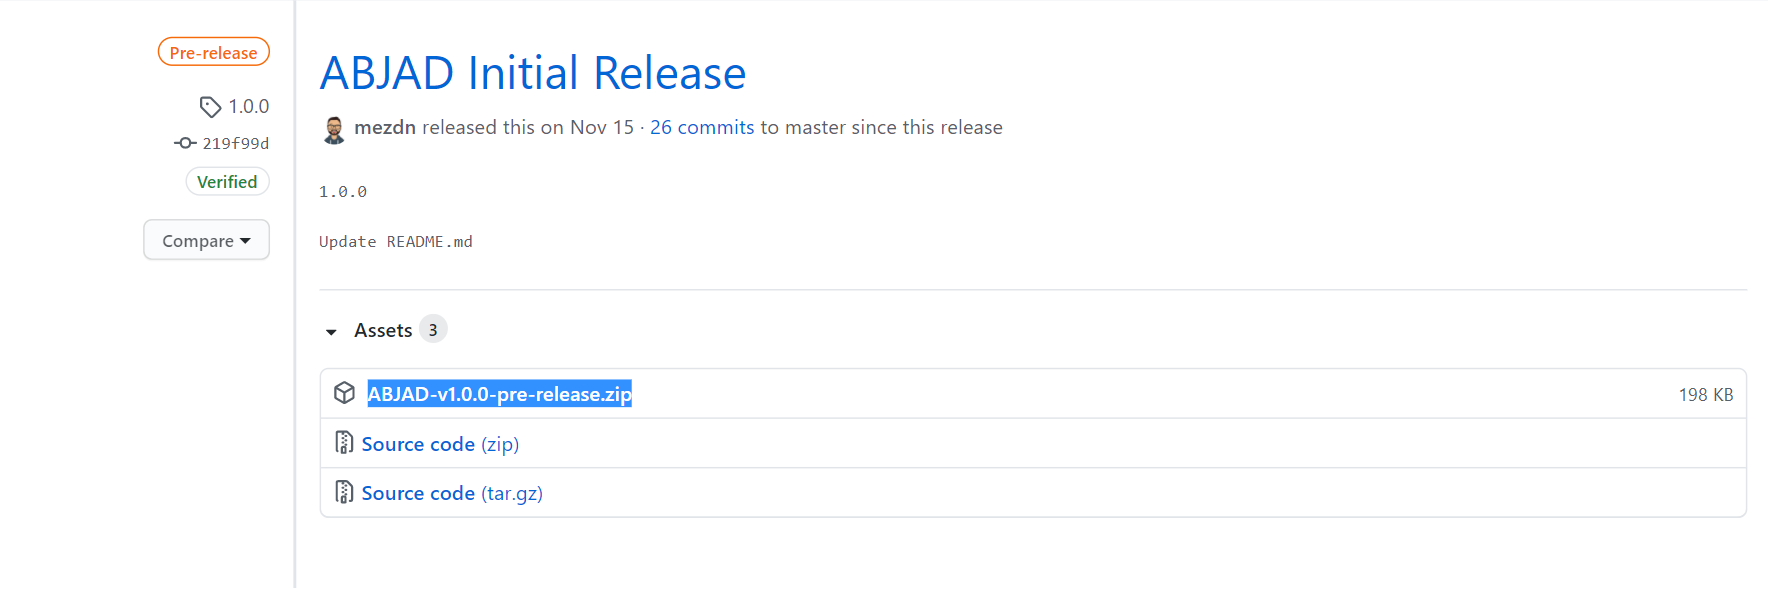 Pre-release
1.0.0
219f99d
Verified
Compare
ABJAD Initial Release
mezdn released this on Nov 15 · 26 commits to master since this release
1.0.0
Update README.md
Assets 3
ABJAD-v1.0.0-pre-release.zip 198 KB
Source code (zip)
Source code (tar.gz)